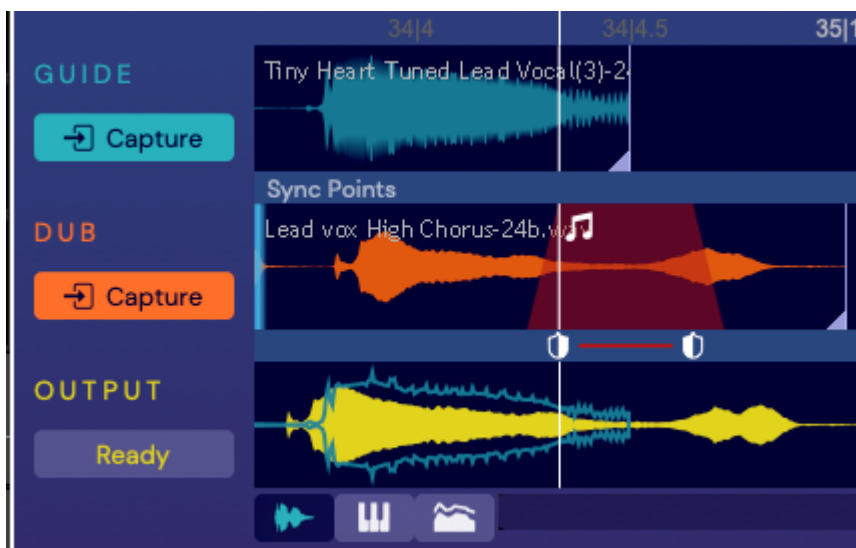 34|4 34|4.5 35|1
GUIDE
Tiny Heart Tuned Lead Vocal(3)-24
Capture
Sync Points
DUB
Lead vox High Chorus-24b.wav
Capture
OUTPUT
Ready